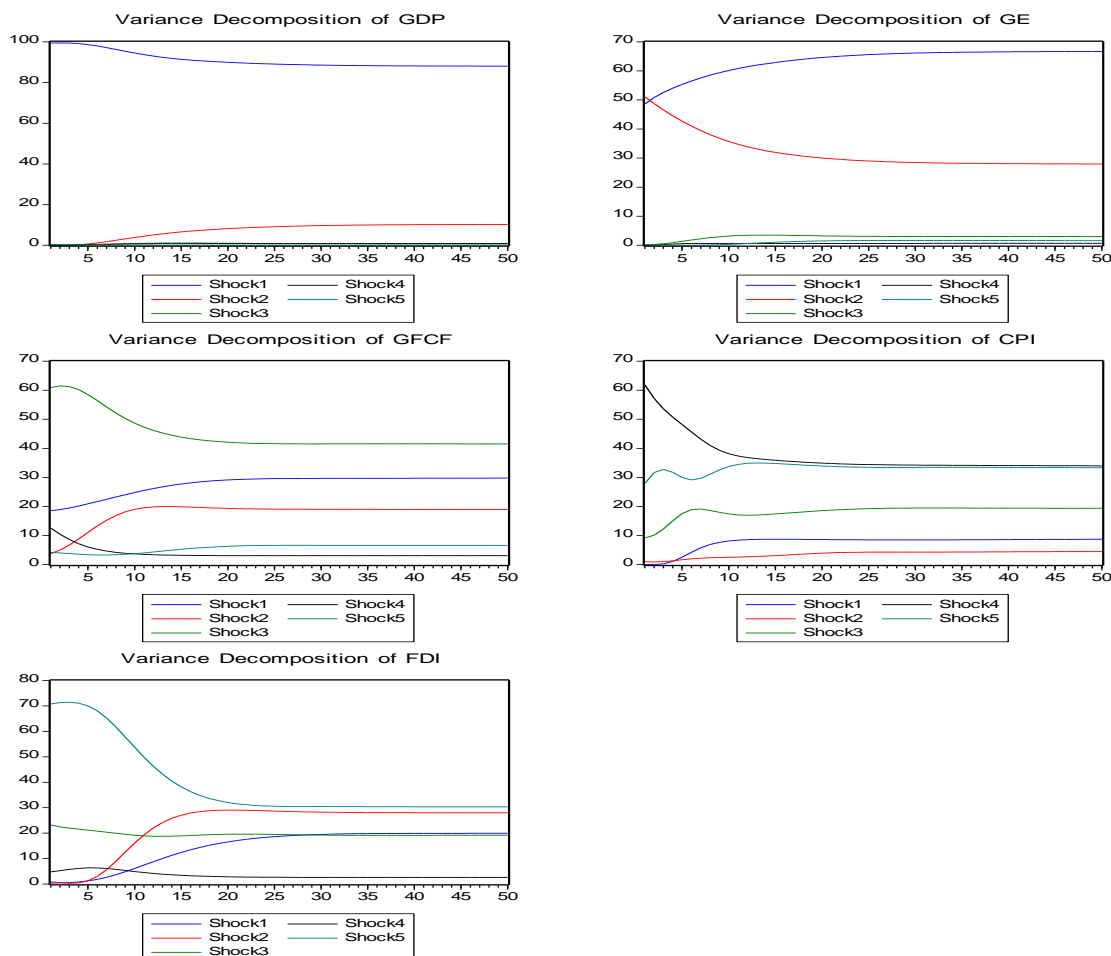 Variance Decomposition of GDP
100
80
60
40
20
0
5 10 15 20 25 30 35 40 45 50
Shock1 Shock4
Shock2 Shock5
Shock3
Variance Decomposition of GE
70
60
50
40
30
20
10
0
5 10 15 20 25 30 35 40 45 50
Shock1 Shock4
Shock2 Shock5
Shock3
Variance Decomposition of GFCF
70
60
50
40
30
20
10
0
5 10 15 20 25 30 35 40 45 50
Shock1 Shock4
Shock2 Shock5
Shock3
Variance Decomposition of CPI
70
60
50
40
30
20
10
0
5 10 15 20 25 30 35 40 45 50
Shock1 Shock4
Shock2 Shock5
Shock3
Variance Decomposition of FDI
80
70
60
50
40
30
20
10
0
5 10 15 20 25 30 35 40 45 50
Shock1 Shock4
Shock2 Shock5
Shock3